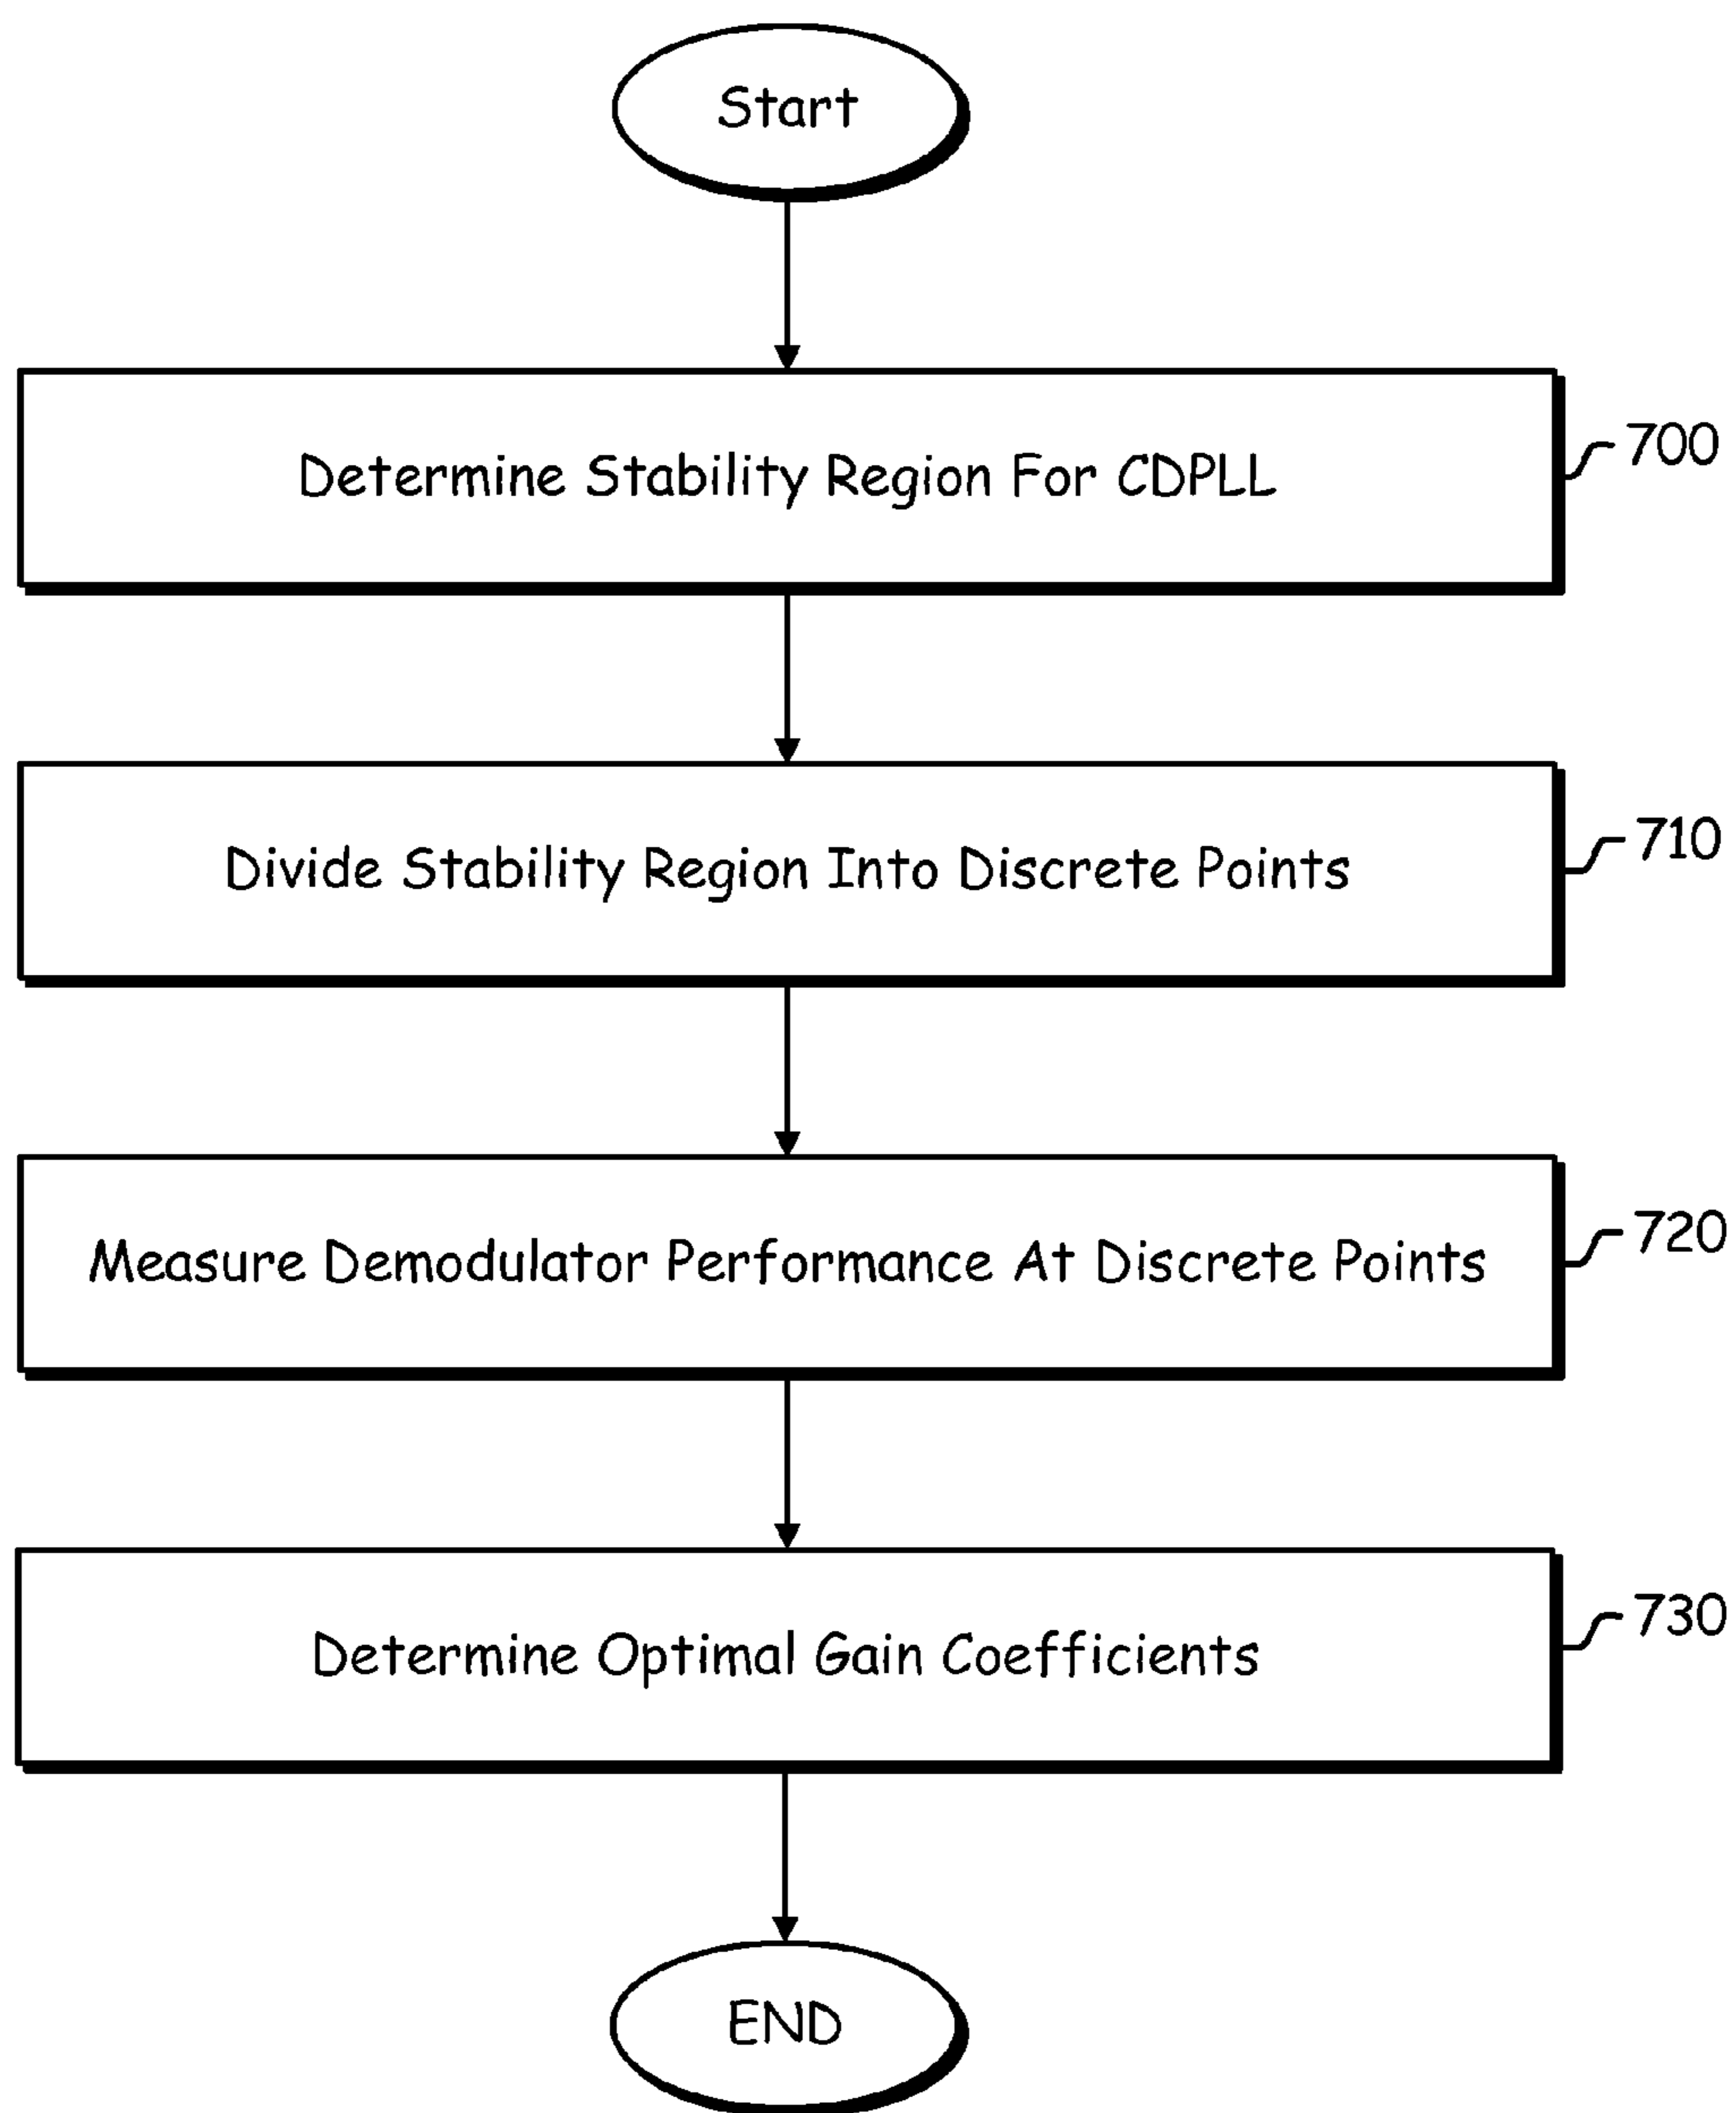 Start
Determine Stability Region For CDPLL
700
Divide Stability Region Into Discrete Points
710
Measure Demodulator Performance At Discrete Points
720
Determine Optimal Gain Coefficients
730
END